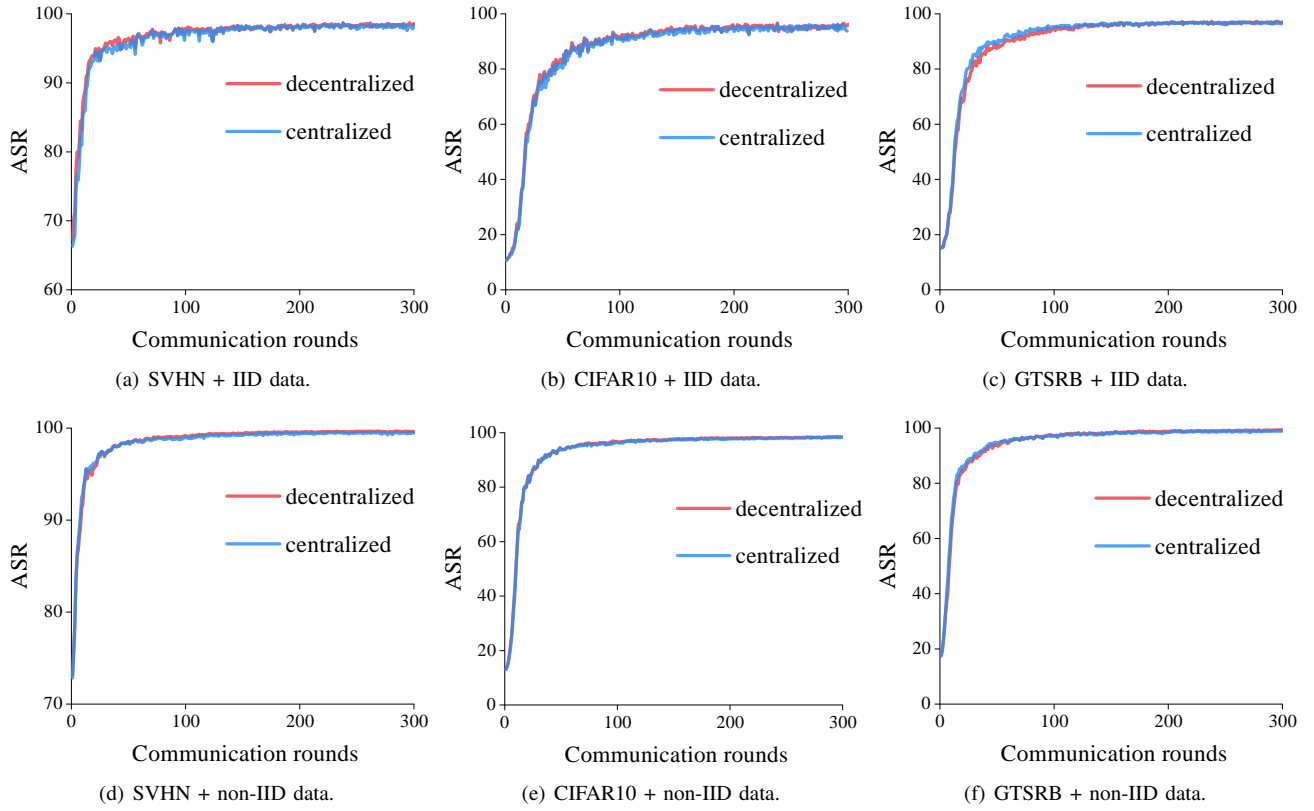 100
90
80
70
60
ASR
decentralized
centralized
0
100
200
300
Communication rounds
(a) SVHN + IID data.
100
80
60
40
20
0
ASR
decentralized
centralized
0
100
200
300
Communication rounds
(b) CIFAR10 + IID data.
100
80
60
40
20
0
ASR
decentralized
centralized
0
100
200
300
Communication rounds
(c) GTSRB + IID data.
100
90
80
70
ASR
decentralized
centralized
0
100
200
300
Communication rounds
(d) SVHN + non-IID data.
100
80
60
40
20
0
ASR
decentralized
centralized
0
100
200
300
Communication rounds
(e) CIFAR10 + non-IID data.
100
80
60
40
20
0
ASR
decentralized
centralized
0
100
200
300
Communication rounds
(f) GTSRB + non-IID data.